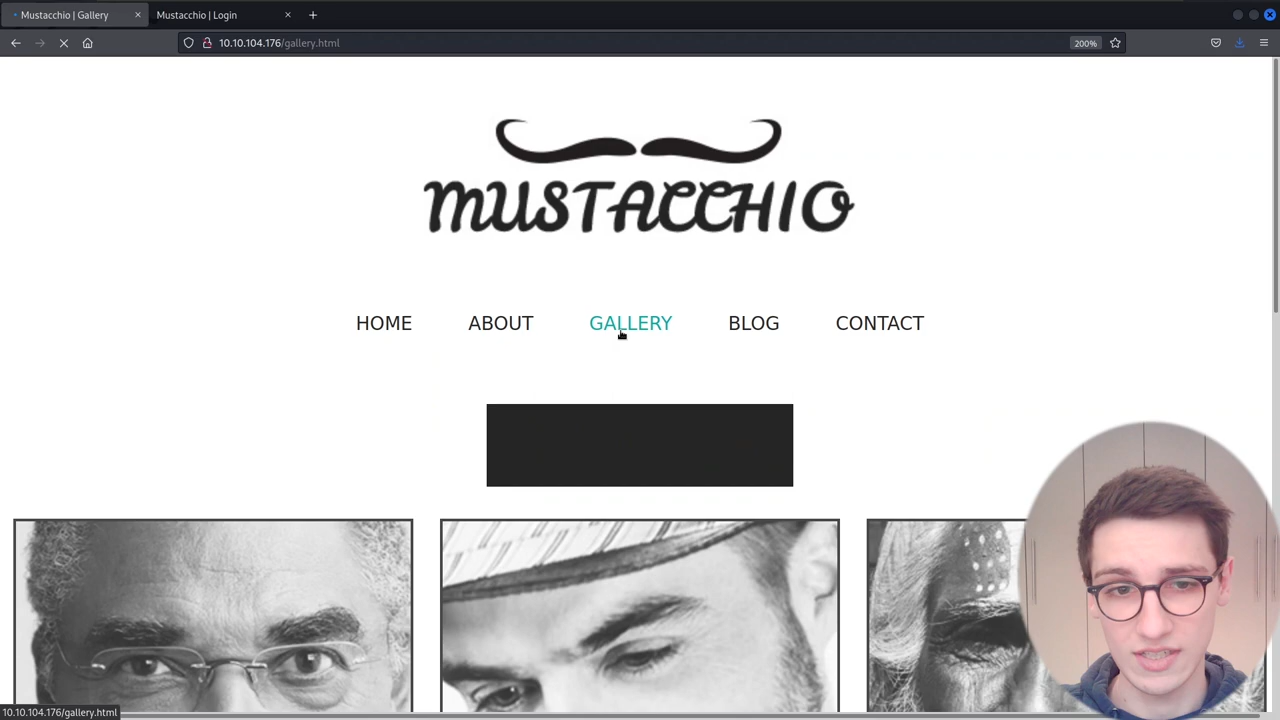 Mustacchio | Gallery
Mustacchio | Login
10.10.104.176/gallery.html
200%
MUSTACCHIO
HOME
ABOUT
GALLERY
BLOG
CONTACT
10.10.104.176/gallery.html